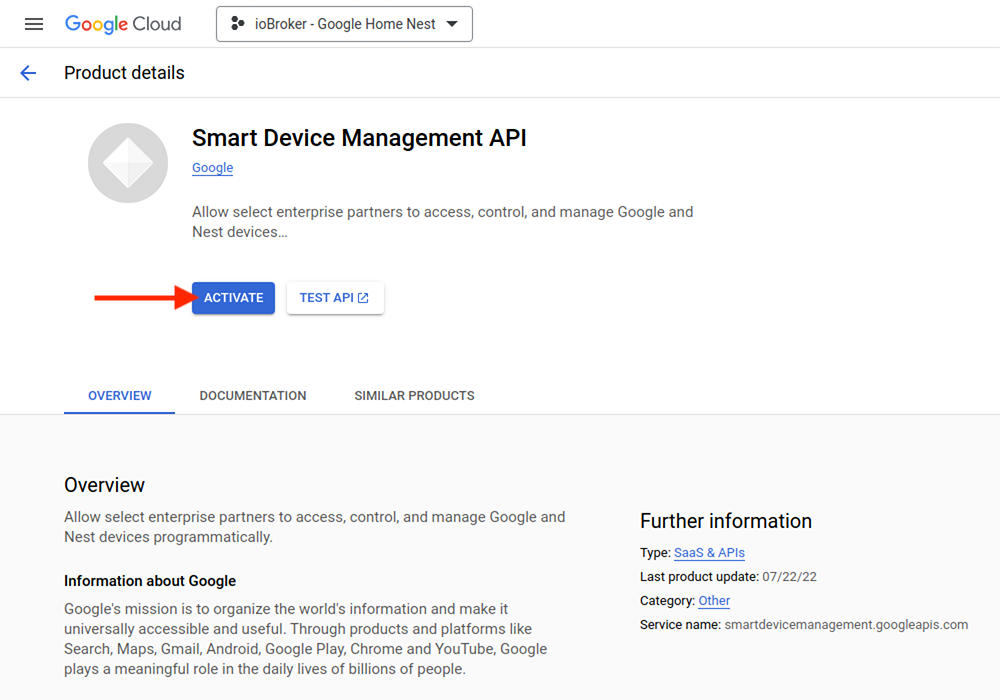 Google Cloud
ioBroker - Google Home Nest
Product details
Smart Device Management API
Google
Allow select enterprise partners to access, control, and manage Google and
Nest devices...
ACTIVATE
TEST API
OVERVIEW
DOCUMENTATION
SIMILAR PRODUCTS
Overview
Allow select enterprise partners to access, control, and manage Google and
Nest devices programmatically.
Information about Google
Google's mission is to organize the world's information and make it
universally accessible and useful. Through products and platforms like
Search, Maps, Gmail, Android, Google Play, Chrome and YouTube, Google
plays a meaningful role in the daily lives of billions of people.
Further information
Type: SaaS & APIs
Last product update: 07/22/22
Category: Other
Service name: smartdevicemanagement.googleapis.com